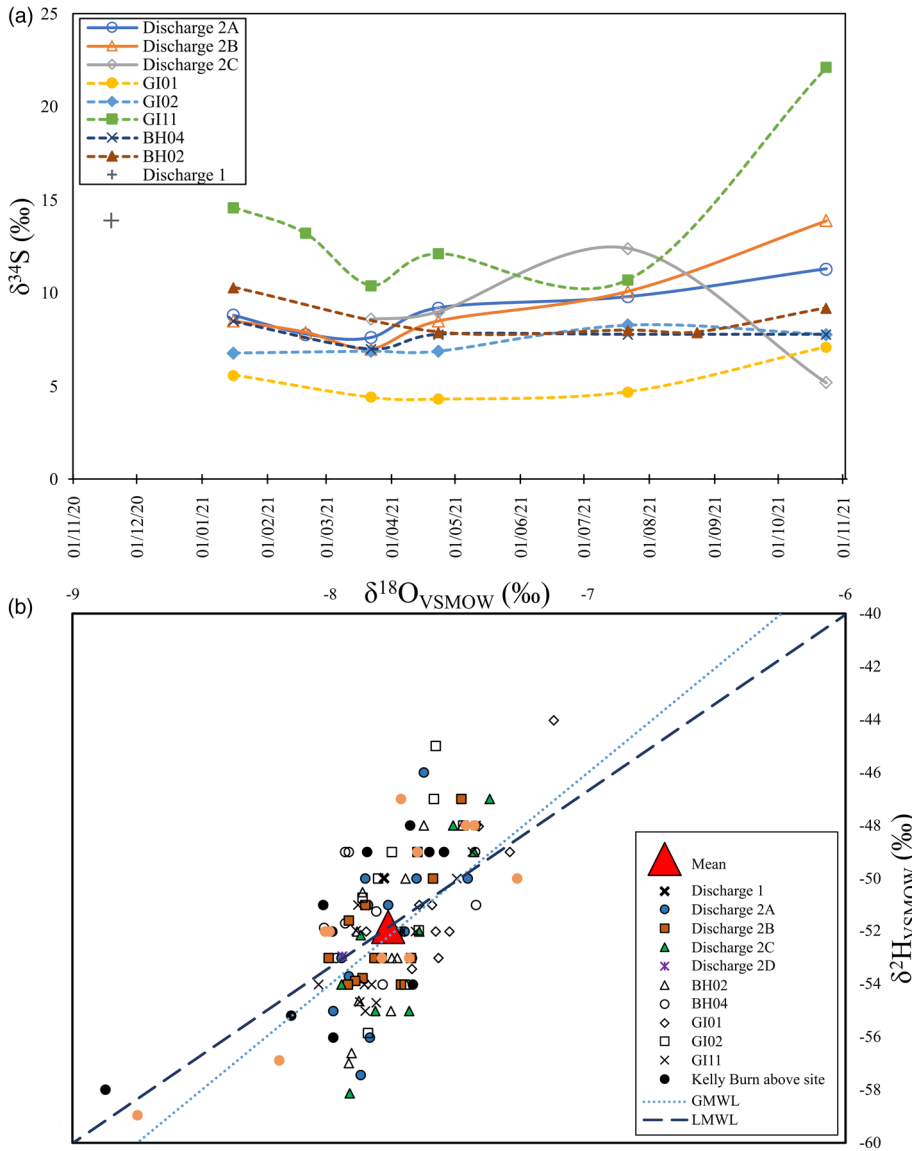 (a)
25
20
15
10
5
0
δ³⁴S (‰)
Discharge 2A
Discharge 2B
Discharge 2C
GI01
GI02
GI11
BH04
BH02
Discharge 1
01/11/20
01/12/20
01/01/21
01/02/21
01/03/21
01/04/21
01/05/21
01/06/21
01/07/21
01/08/21
01/09/21
01/10/21
01/11/21
(b)
-9 -8 -7 -6
δ¹⁸O_VSMOW (‰)
-40
-42
-44
-46
-48
-50
-52
-54
-56
-58
-60
δ²H_VSMOW (‰)
Mean
Discharge 1
Discharge 2A
Discharge 2B
Discharge 2C
Discharge 2D
BH02
BH04
GI01
GI02
GI11
Kelly Burn above site
GMWL
LMWL